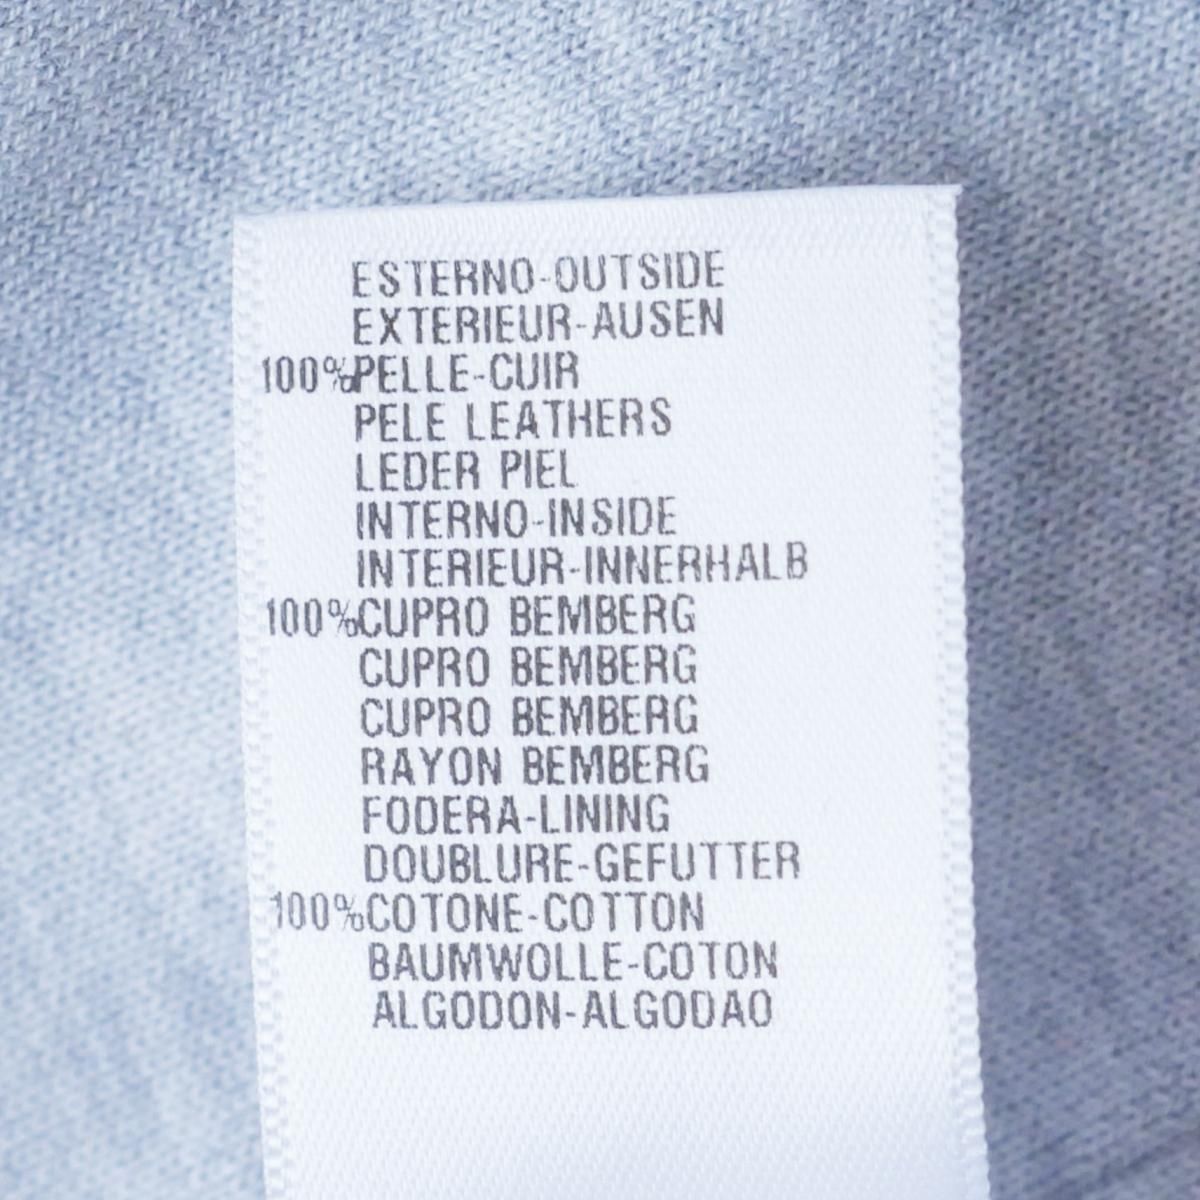 ESTERNO-OUTSIDE
EXTERIEUR-AUSEN
100%PELLE-CUIR
PELE LEATHERS
LEDER PIEL
INTERNO-INSIDE
INTERIEUR-INNERHALB
100%CUPRO BEMBERG
CUPRO BEMBERG
CUPRO BEMBERG
RAYON BEMBERG
FODERA-LINING
DOUBLURE-GEFUTTER
100%COTONE-COTTON
BAUMWOLLE-COTON
ALGODON-ALGODAO